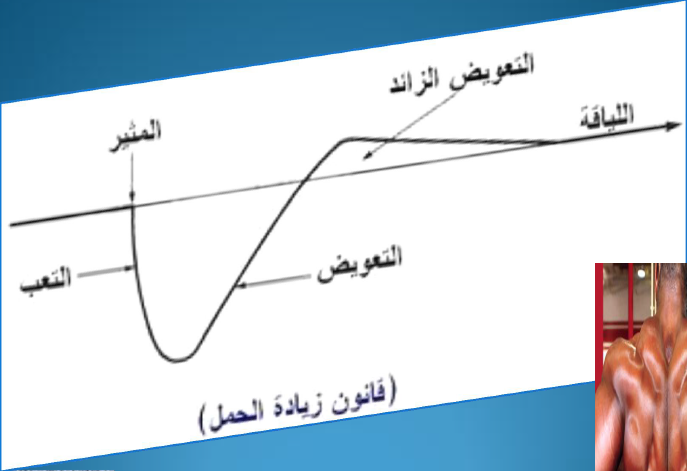 التعويض الزائد
اللياقة
المثير
التعويض
التعب
(قانون زيادة الحمل)